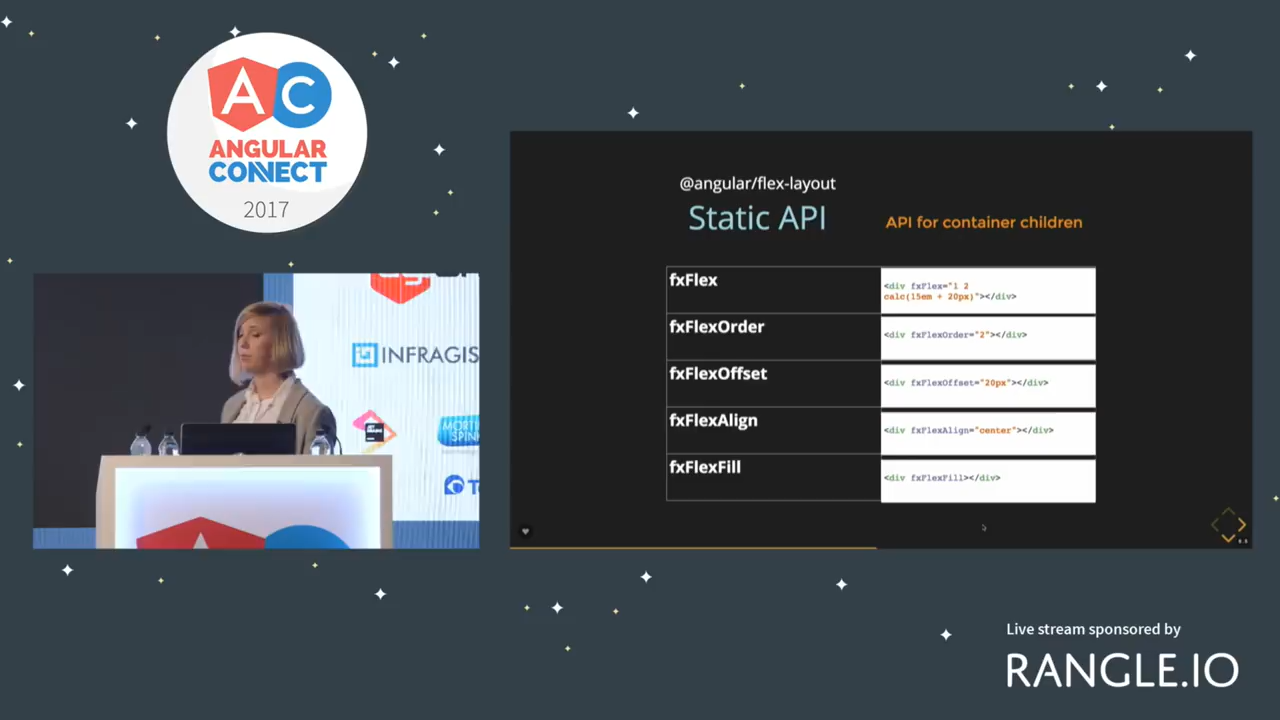 AC
ANGULAR
CONNECT
2017
INFRAGIS
MORTI
SPIN
@angular/flex-layout
Static API
API for container children
fxFlex
<div fxFlex="1 2
calc(15em + 20px)"></div>
fxFlexOrder
<div fxFlexOrder="2"></div>
fxFlexOffset
<div fxFlexOffset="20px"></div>
fxFlexAlign
<div fxFlexAlign="center"></div>
fxFlexFill
<div fxFlexFill></div>
Live stream sponsored by
RANGLE.IO